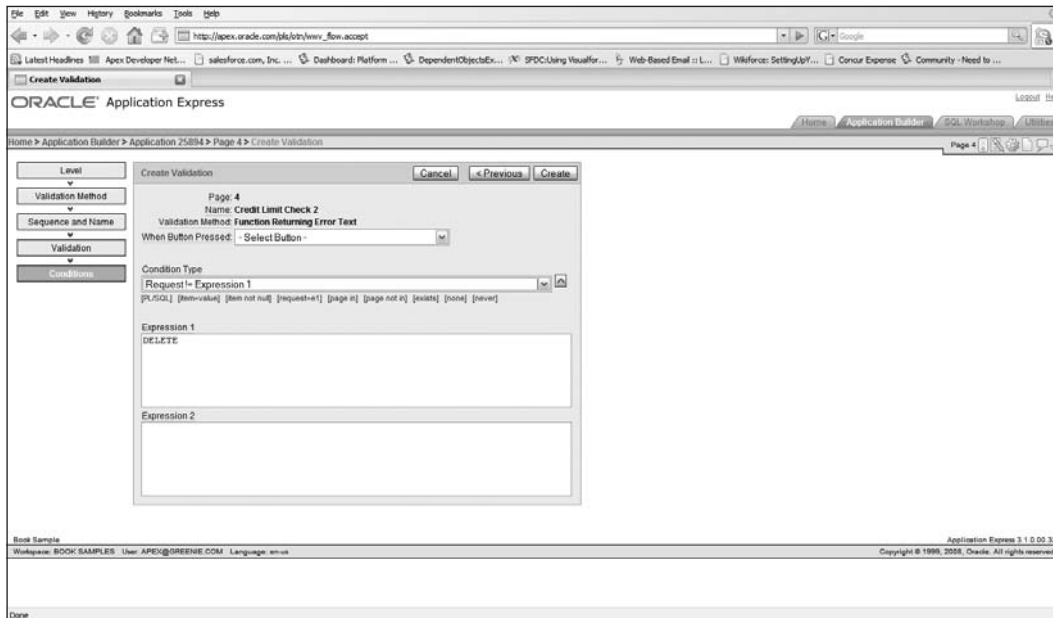 File Edit View History Bookmarks Tools Help
http://apex.oracle.com/pls/otn/wwv_flow.accept
Google
Latest Headlines Apex Developer Net... salesforce.com, Inc. ... Dashboard: Platform ... DependentObjectsEx... SFDC:Using Visualfor... Web-Based Email :: L... Wikiforce: SettingUpY... Concur Expense Community - Need to ...
Create Validation
ORACLE Application Express
Logout
Home Application Builder SQL Workshop Utilities
Home > Application Builder > Application 25894 > Page 4 > Create Validation
Page 4
Level
Validation Method
Sequence and Name
Validation
Conditions
Create Validation
Cancel < Previous Create
Page: 4
Name: Credit Limit Check 2
Validation Method: Function Returning Error Text
When Button Pressed: - Select Button -
Condition Type
Request != Expression 1
[PL/SQL] [item=value] [item not null] [request=e1] [page in] [page not in] [exists] [none] [never]
Expression 1
DELETE
Expression 2
Book Sample
Application Express 3.1.0.00.3
Workspace: BOOK SAMPLES User: APEX@GREENIE.COM Language: en-us
Copyright © 1999, 2008, Oracle. All rights reserved
Done